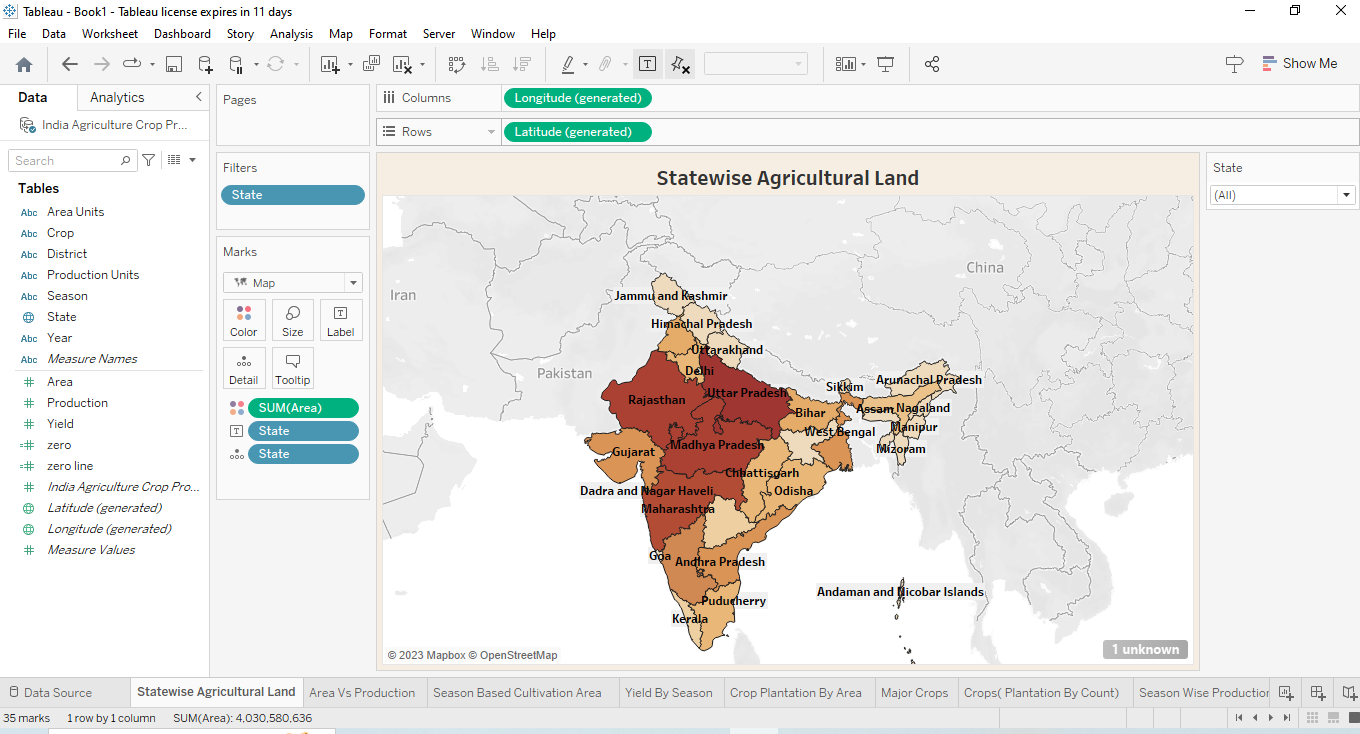 Tableau - Book1 - Tableau license expires in 11 days
File Data Worksheet Dashboard Story Analysis Map Format Server Window Help
Show Me
Data Analytics
India Agriculture Crop Pr...
Search
Tables
Abc Area Units
Abc Crop
Abc District
Abc Production Units
Abc Season
State
Abc Year
Abc Measure Names
Area
Production
Yield
zero
zero line
India Agriculture Crop Pro...
Latitude (generated)
Longitude (generated)
Measure Values
Pages
Filters
State
Marks
Map
Color Size Label
Detail Tooltip
SUM(Area)
State
State
Columns Longitude (generated)
Rows Latitude (generated)
Statewise Agricultural Land
China
Iran
Jammu and Kashmir
Himachal Pradesh
Uttarakhand
Pakistan
Delhi
Sikkim
Arunachal Pradesh
Uttar Pradesh
Rajasthan
Bihar
Assam
Nagaland
Manipur
West Bengal
Madhya Pradesh
Mizoram
Gujarat
Chhattisgarh
Dadra and Nagar Haveli
Odisha
Maharashtra
Goa
Andhra Pradesh
Andaman and Nicobar Islands
Puducherry
Kerala
© 2023 Mapbox © OpenStreetMap
1 unknown
State
(All)
Data Source Statewise Agricultural Land Area Vs Production Season Based Cultivation Area Yield By Season Crop Plantation By Area Major Crops Crops( Plantation By Count) Season Wise Production
35 marks 1 row by 1 column SUM(Area): 4,030,580,636